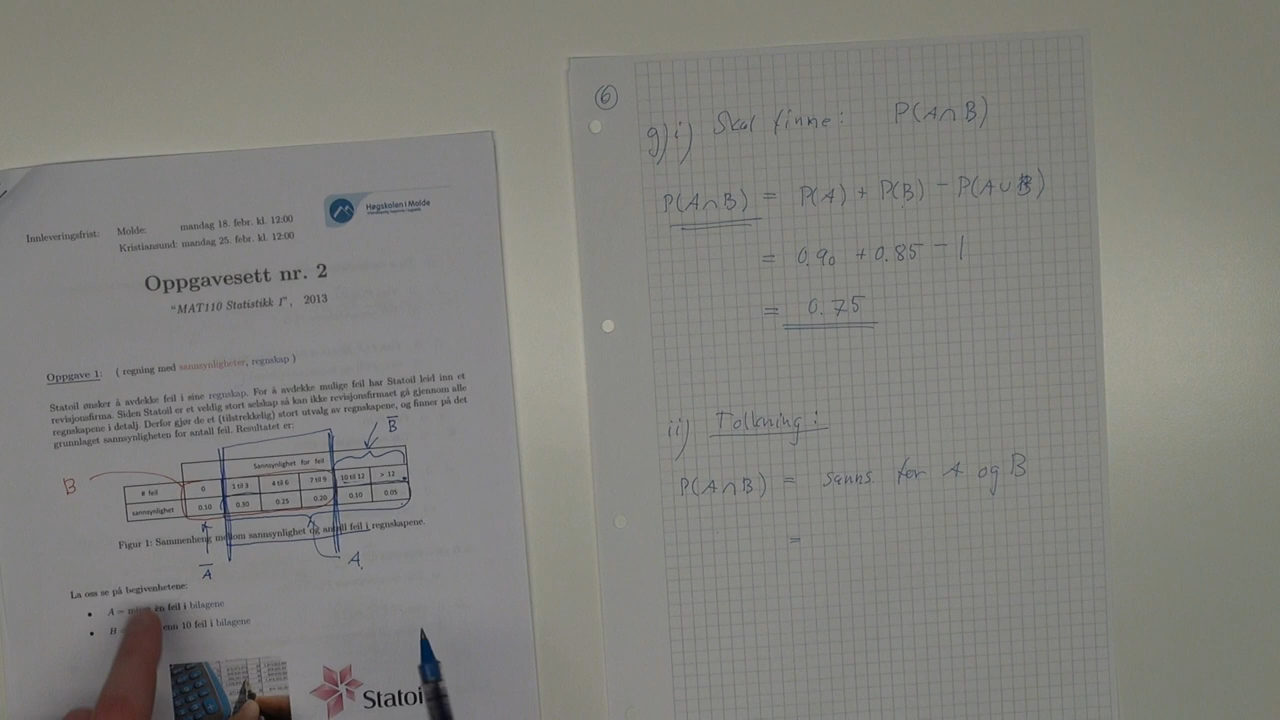 Innleveringsfrist: Molde: mandag 18. febr. kl. 12:00
Kristiansund: mandag 25. febr. kl. 12:00
Høgskolen i Molde
Oppgavesett nr. 2
"MAT110 Statistikk 1", 2013
Oppgave 1: ( regning med sannsynligheter, regnskap )
Statoil ønsker å avdekke feil i sine regnskap. For å avdekke mulige feil har Statoil leid inn et
revisjonsfirma. Siden Statoil er et veldig stort selskap så kan ikke revisjonsfirmaet gå gjennom alle
regnskapene i detalj. Derfor gjør de et (tilstrekkelig) stort utvalg av regnskapene, og finner på det
grunnlaget sannsynligheten for antall feil. Resultatet er:
B̅
B
Sannsynlighet for feil
# feil 0 1 til 3 4 til 6 7 til 9 10 til 12 > 12
sannsynlighet 0.10 0.30 0.25 0.20 0.10 0.05
Figur 1: Sammenheng mellom sannsynlighet og antall feil i regnskapene.
A̅
A
La oss se på begivenhetene:
• A = én feil i bilagene
• B enn 10 feil i bilagene
Statoil
6
g) i) Skal finne: P(A∩B)
P(A∩B) = P(A) + P(B) − P(A∪B)
= 0.90 + 0.85 − 1
= 0.75
ii) Tolkning:
P(A∩B) = sanns. for A og B
=